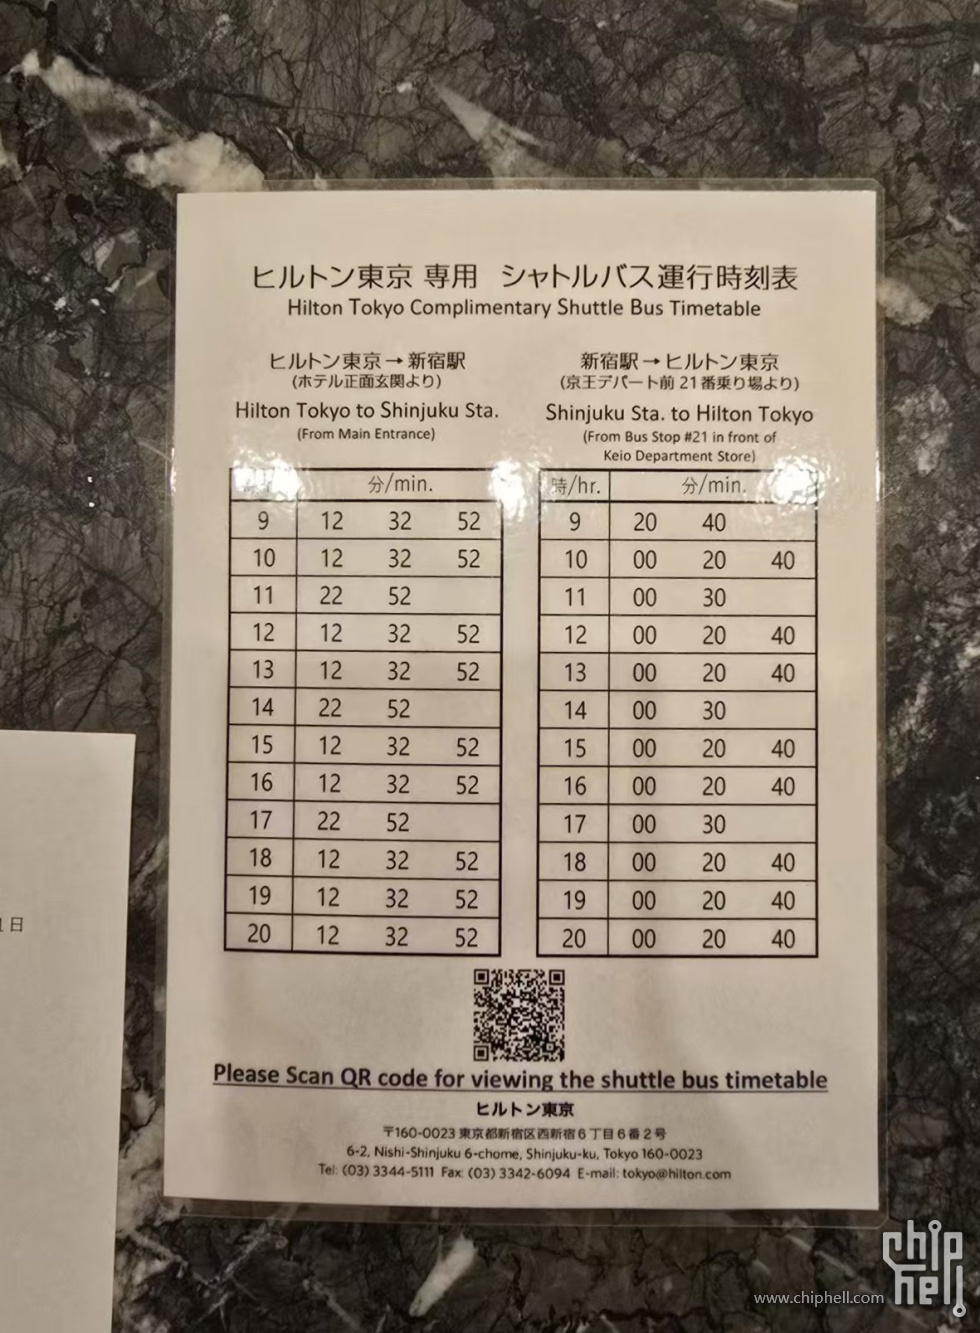 ヒルトン東京 専用 シャトルバス運行時刻表
Hilton Tokyo Complimentary Shuttle Bus Timetable
ヒルトン東京→新宿駅
(ホテル正面玄関より)
Hilton Tokyo to Shinjuku Sta.
(From Main Entrance)
分/min.
9 12 32 52
10 12 32 52
11 22 52
12 12 32 52
13 12 32 52
14 22 52
15 12 32 52
16 12 32 52
17 22 52
18 12 32 52
19 12 32 52
20 12 32 52
新宿駅→ヒルトン東京
(京王デパート前 21番乗り場より)
Shinjuku Sta. to Hilton Tokyo
(From Bus Stop #21 in front of
Keio Department Store)
時/hr. 分/min.
9 20 40
10 00 20 40
11 00 30
12 00 20 40
13 00 20 40
14 00 30
15 00 20 40
16 00 20 40
17 00 30
18 00 20 40
19 00 20 40
20 00 20 40
Please Scan QR code for viewing the shuttle bus timetable
ヒルトン東京
〒160-0023 東京都新宿区西新宿6丁目6番2号
6-2, Nishi-Shinjuku 6-chome, Shinjuku-ku, Tokyo 160-0023
Tel: (03) 3344-5111 Fax: (03) 3342-6094 E-mail: tokyo@hilton.com
日
chip hell
www.chiphell.com